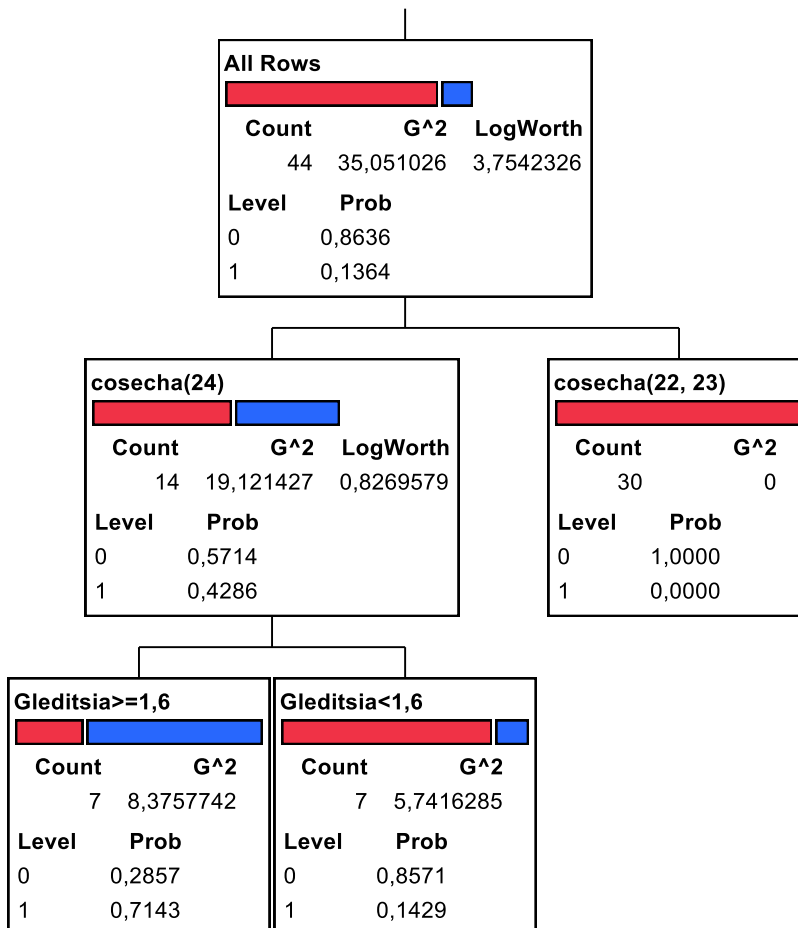 All Rows
Count G^2 LogWorth
44 35,051026 3,7542326
Level Prob
0 0,8636
1 0,1364
cosecha(24)
Count G^2 LogWorth
14 19,121427 0,8269579
Level Prob
0 0,5714
1 0,4286
cosecha(22, 23)
Count G^2
30 0
Level Prob
0 1,0000
1 0,0000
Gleditsia>=1,6
Count G^2
7 8,3757742
Level Prob
0 0,2857
1 0,7143
Gleditsia<1,6
Count G^2
7 5,7416285
Level Prob
0 0,8571
1 0,1429